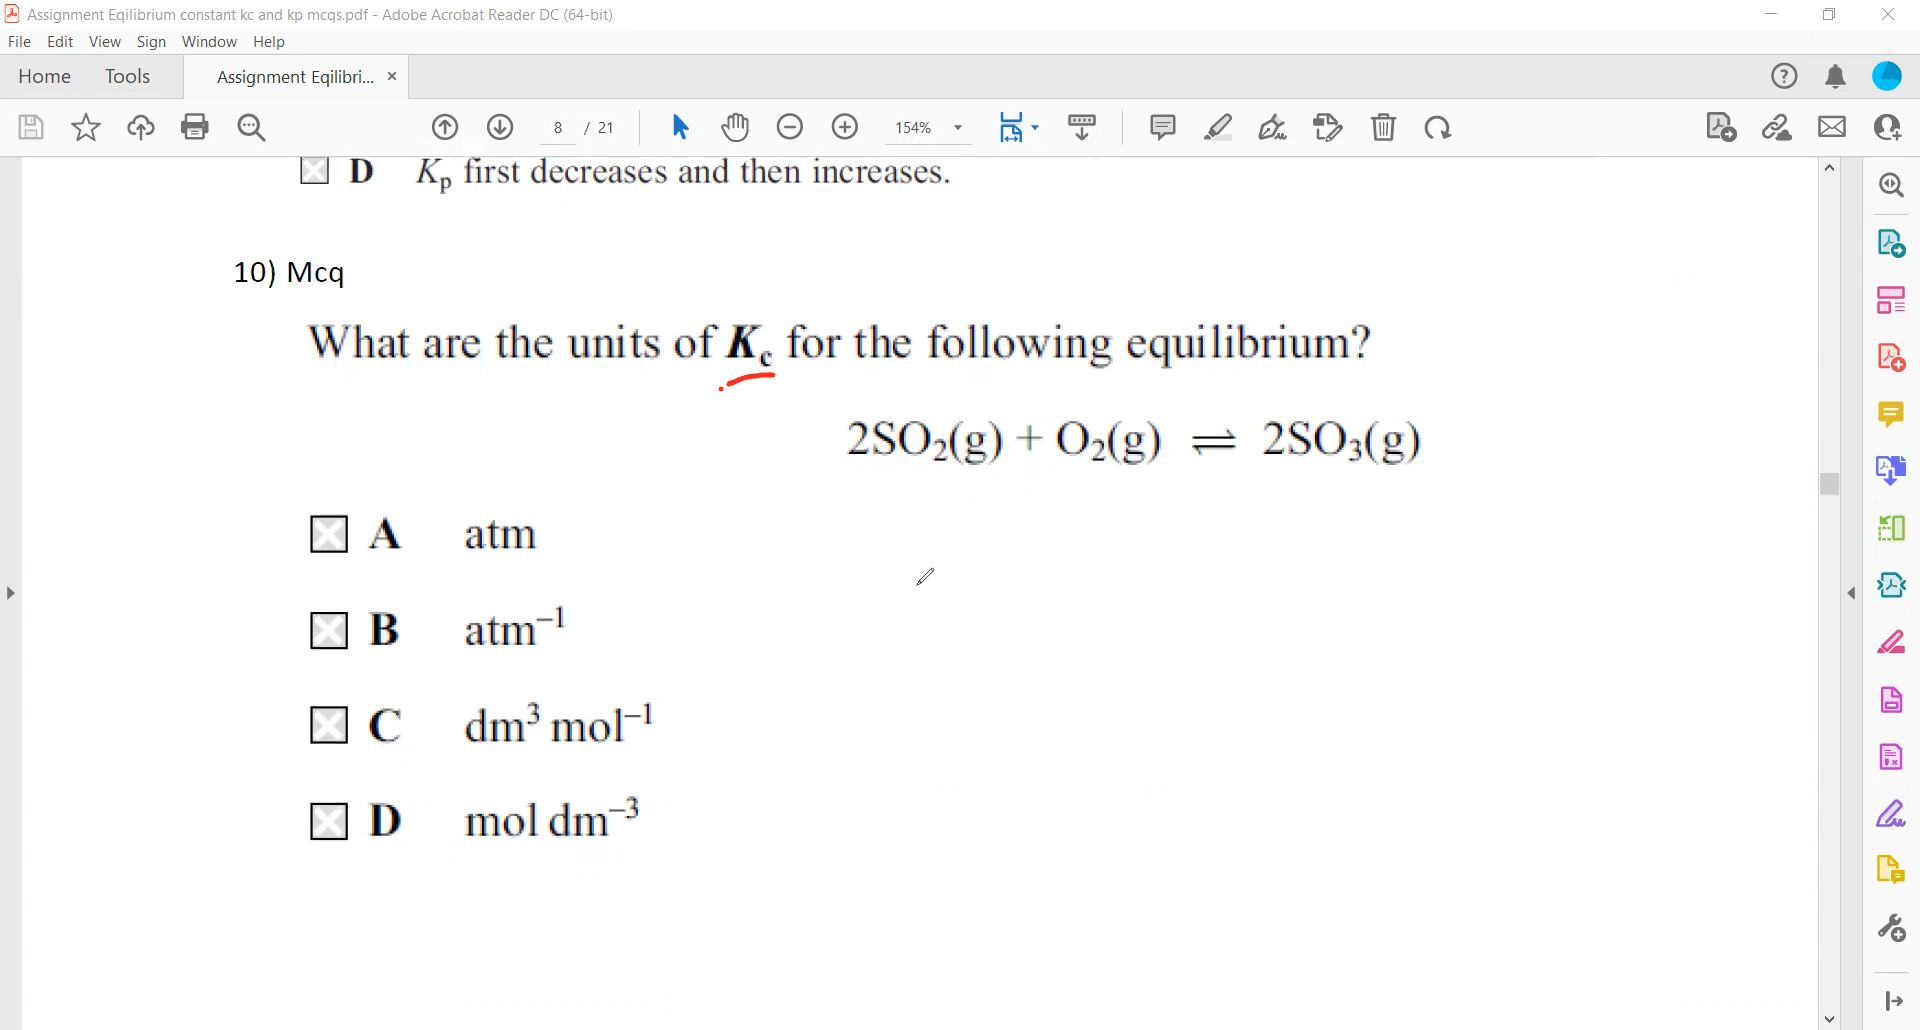 Assignment Eqilibrium constant kc and kp mcqs.pdf - Adobe Acrobat Reader DC (64-bit)
File Edit View Sign Window Help
Home Tools Assignment Eqilibri... ×
8 / 21 154%
D Kₚ first decreases and then increases.
10) Mcq
What are the units of K꜀ for the following equilibrium?
2SO₂(g) + O₂(g) ⇌ 2SO₃(g)
A atm
B atm⁻¹
C dm³ mol⁻¹
D mol dm⁻³